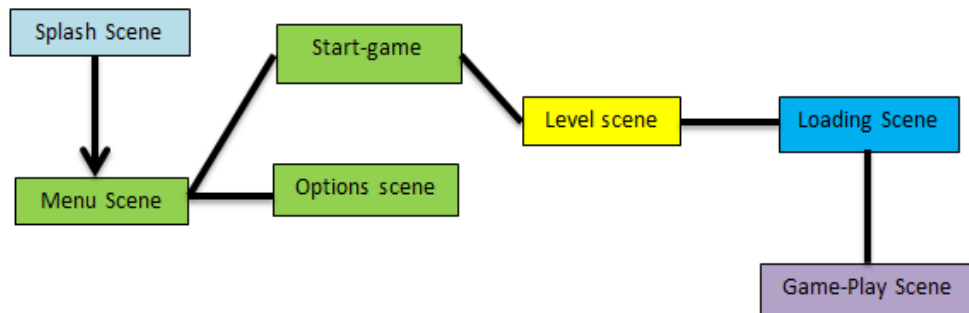 Splash Scene
Start-game
Level scene
Loading Scene
Menu Scene
Options scene
Game-Play Scene